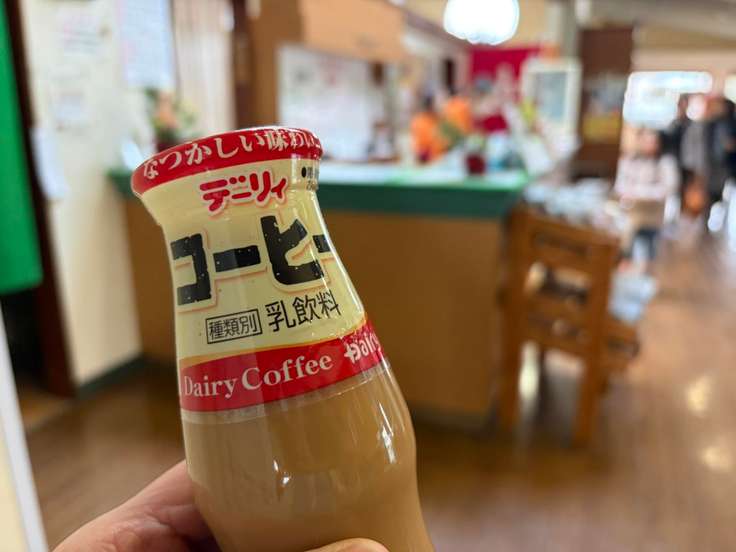 なつかしい味わい
デーリィ
コーヒー
種類別 乳飲料
Dairy Coffee Dairy